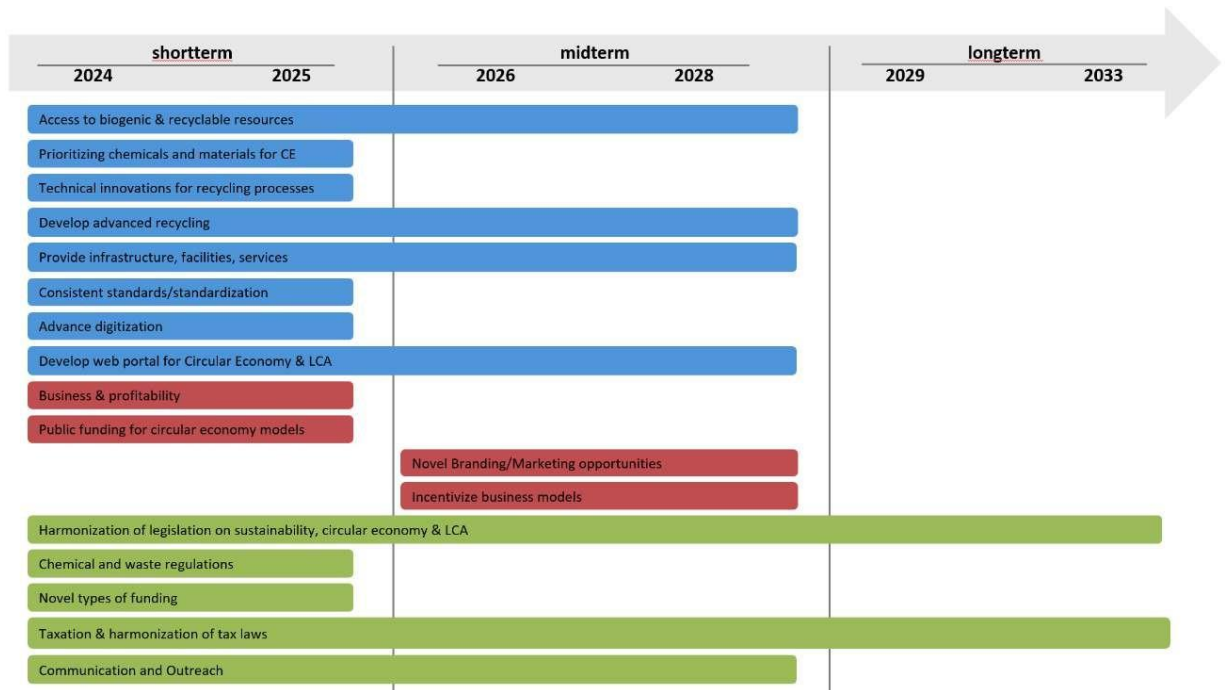 shortterm
midterm
longterm
2024
2025
2026
2028
2029
2033
Access to biogenic & recyclable resources
Prioritizing chemicals and materials for CE
Technical innovations for recycling processes
Develop advanced recycling
Provide infrastructure, facilities, services
Consistent standards/standardization
Advance digitization
Develop web portal for Circular Economy & LCA
Business & profitability
Public funding for circular economy models
Novel Branding/Marketing opportunities
Incentivize business models
Harmonization of legislation on sustainability, circular economy & LCA
Chemical and waste regulations
Novel types of funding
Taxation & harmonization of tax laws
Communication and Outreach